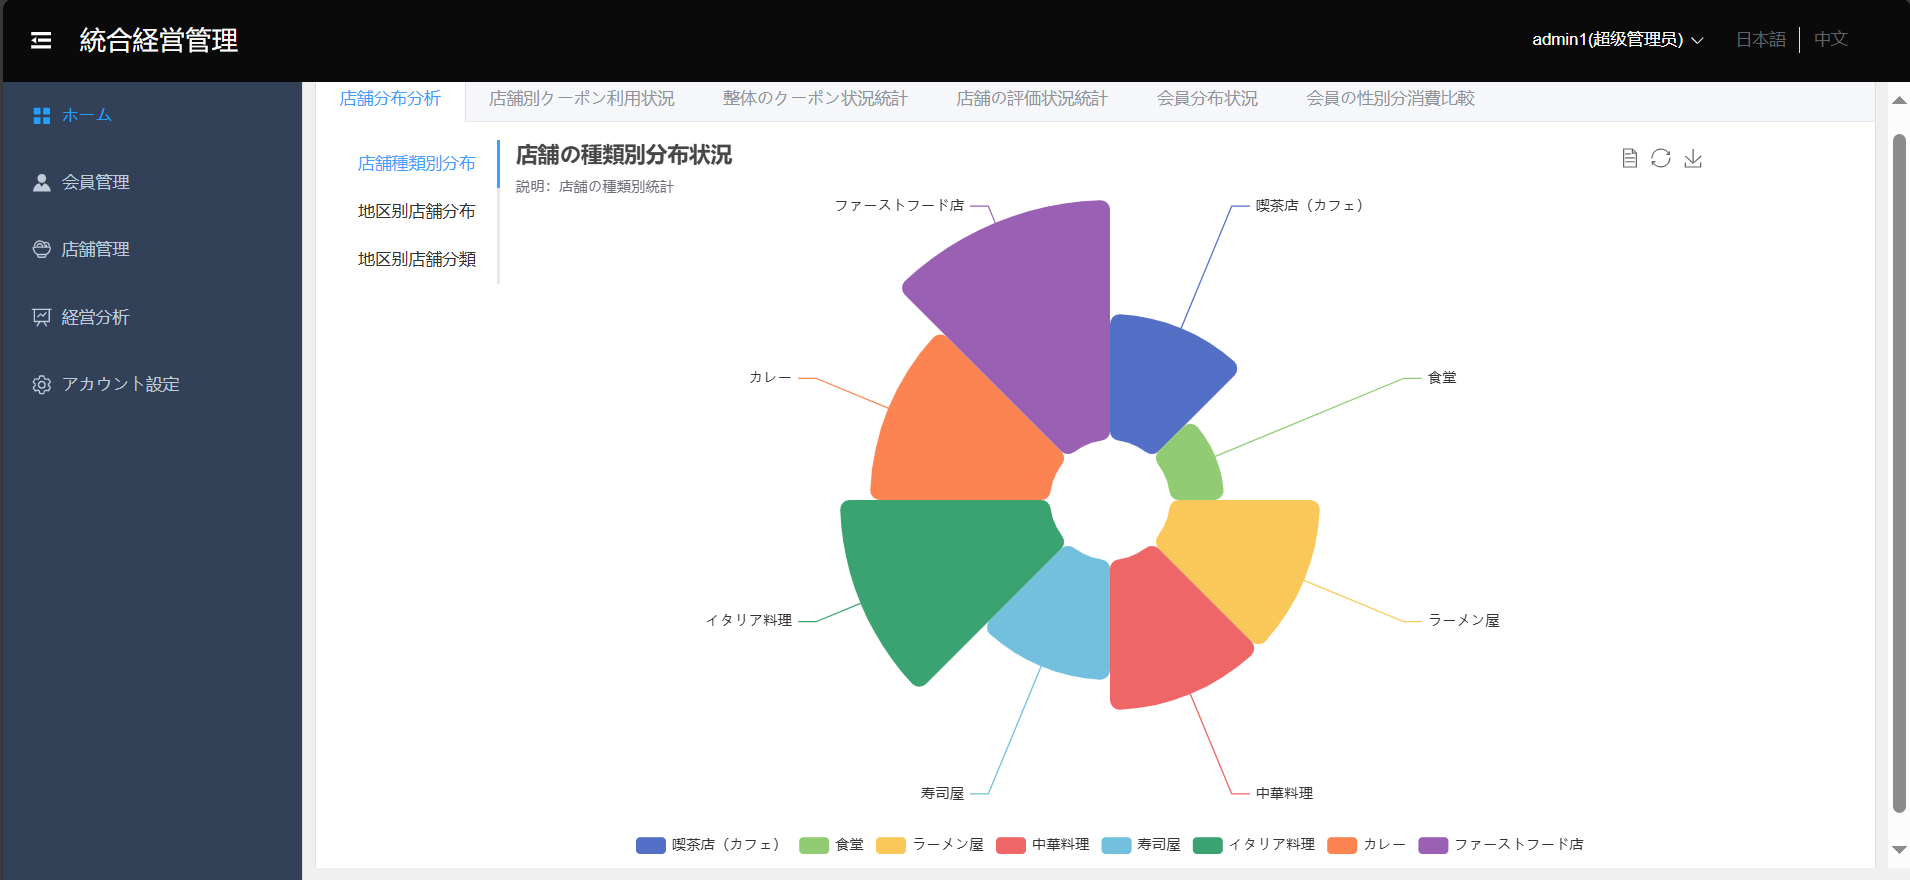 統合経営管理
admin1(超级管理员)
日本語
中文
ホーム
会員管理
店舗管理
経営分析
アカウント設定
店舗分布分析
店舗別クーポン利用状況
整体のクーポン状況統計
店舗の評価状況統計
会員分布状況
会員の性別分消費比較
店舗種類別分布
地区別店舗分布
地区別店舗分類
店舗の種類別分布状況
説明：店舗の種類別統計
ファーストフード店
喫茶店（カフェ）
カレー
食堂
イタリア料理
ラーメン屋
寿司屋
中華料理
喫茶店（カフェ） 食堂 ラーメン屋 中華料理 寿司屋 イタリア料理 カレー ファーストフード店